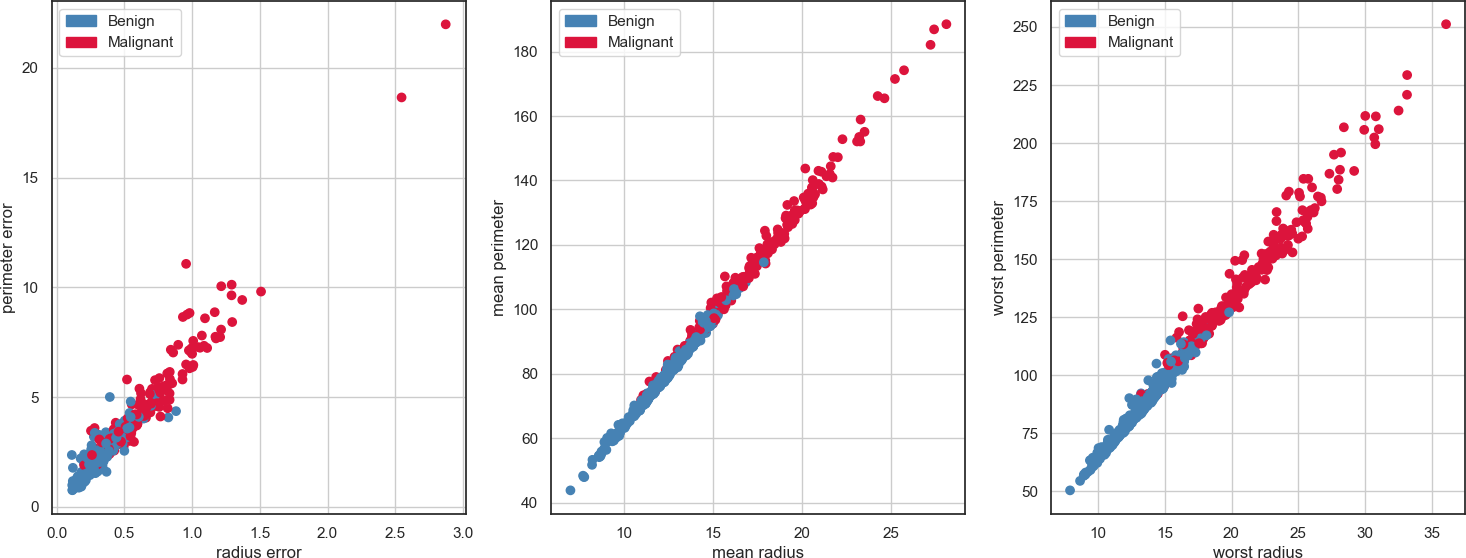 Benign
Malignant
20
15
10
5
0
0.0 0.5 1.0 1.5 2.0 2.5 3.0
radius error
perimeter error
Benign
Malignant
180
160
140
120
100
80
60
40
10 15 20 25
mean radius
mean perimeter
Benign
Malignant
250
225
200
175
150
125
100
75
50
10 15 20 25 30 35
worst radius
worst perimeter